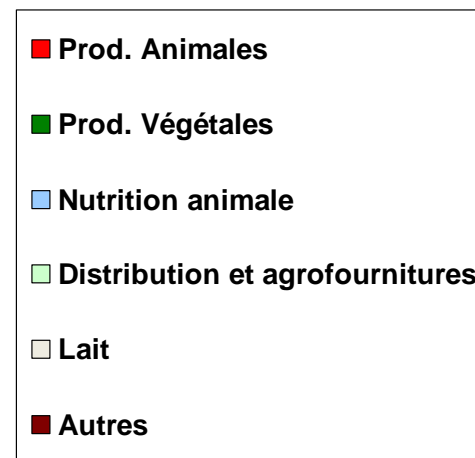 Prod. Animales
Prod. Végétales
Nutrition animale
Distribution et agrofournitures
Lait
Autres